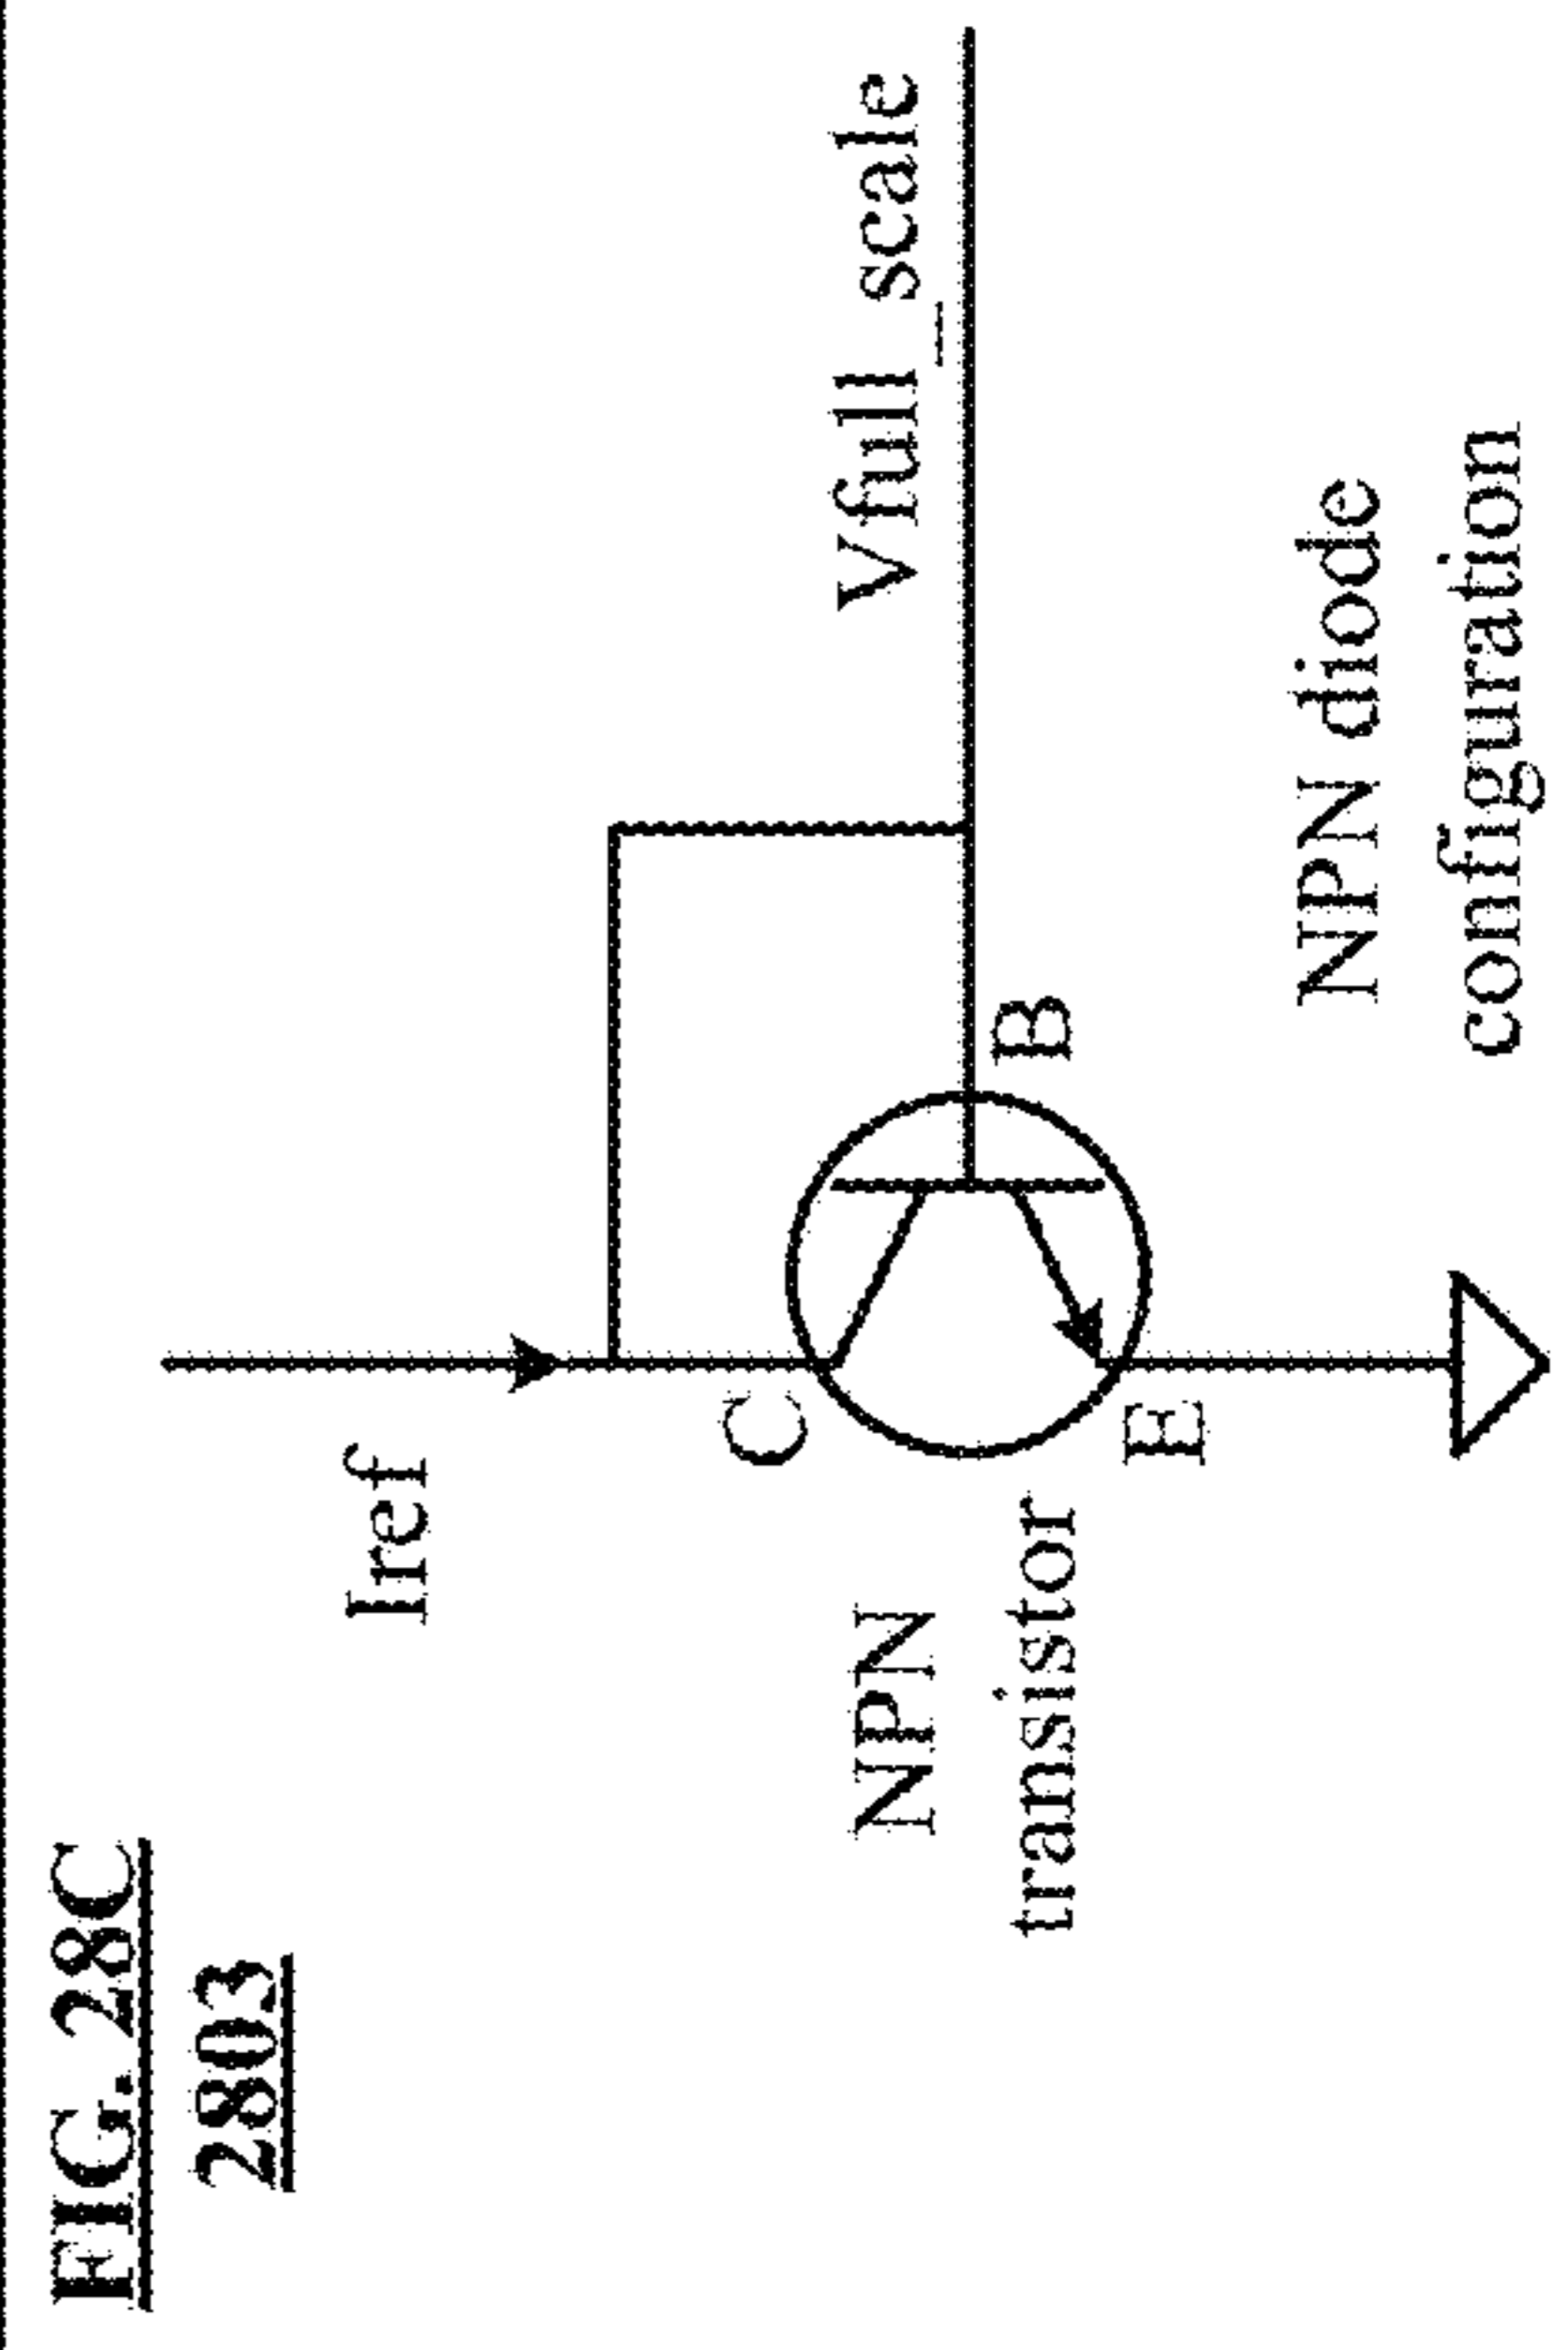 FIG. 28C
2803
Iref
Vfull_scale
C
B
E
NPN
transistor
NPN diode
configuration